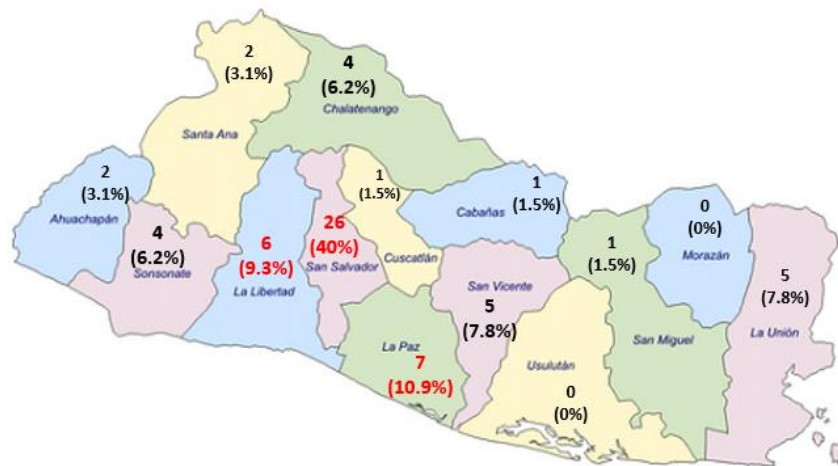 2
(3.1%)
Santa Ana
4
(6.2%)
Chalatenango
2
(3.1%)
Ahuachapán
4
(6.2%)
Sonsonate
6
(9.3%)
La Libertad
26
(40%)
San Salvador
1
(1.5%)
Cuscatlán
1
(1.5%)
Cabañas
La Paz
7
(10.9%)
San Vicente
5
(7.8%)
Usulután
0
(0%)
1
(1.5%)
San Miguel
0
(0%)
Morazán
5
(7.8%)
La Unión